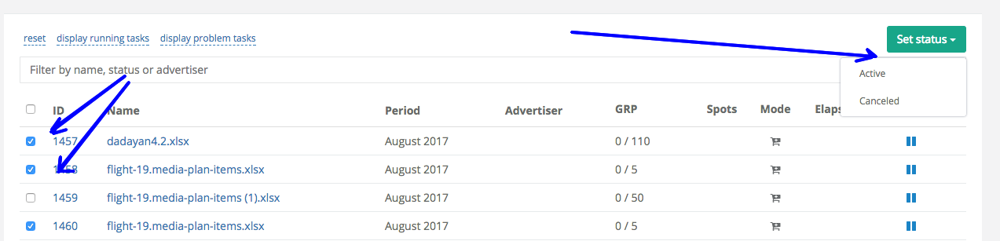 reset display running tasks display problem tasks Set status
Filter by name, status or advertiser
Active
Canceled
ID Name Period Advertiser GRP Spots Mode Elaps
1457 dadayan4.2.xlsx August 2017 0 / 110
1458 flight-19.media-plan-items.xlsx August 2017 0 / 5
1459 flight-19.media-plan-items (1).xlsx August 2017 0 / 50
1460 flight-19.media-plan-items.xlsx August 2017 0 / 5